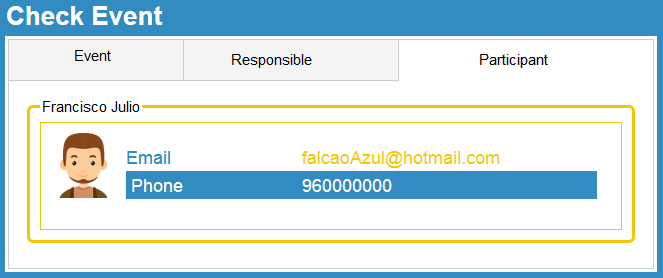 Check Event
Event Responsible Participant
Francisco Julio
Email falcaoAzul@hotmail.com
Phone 960000000